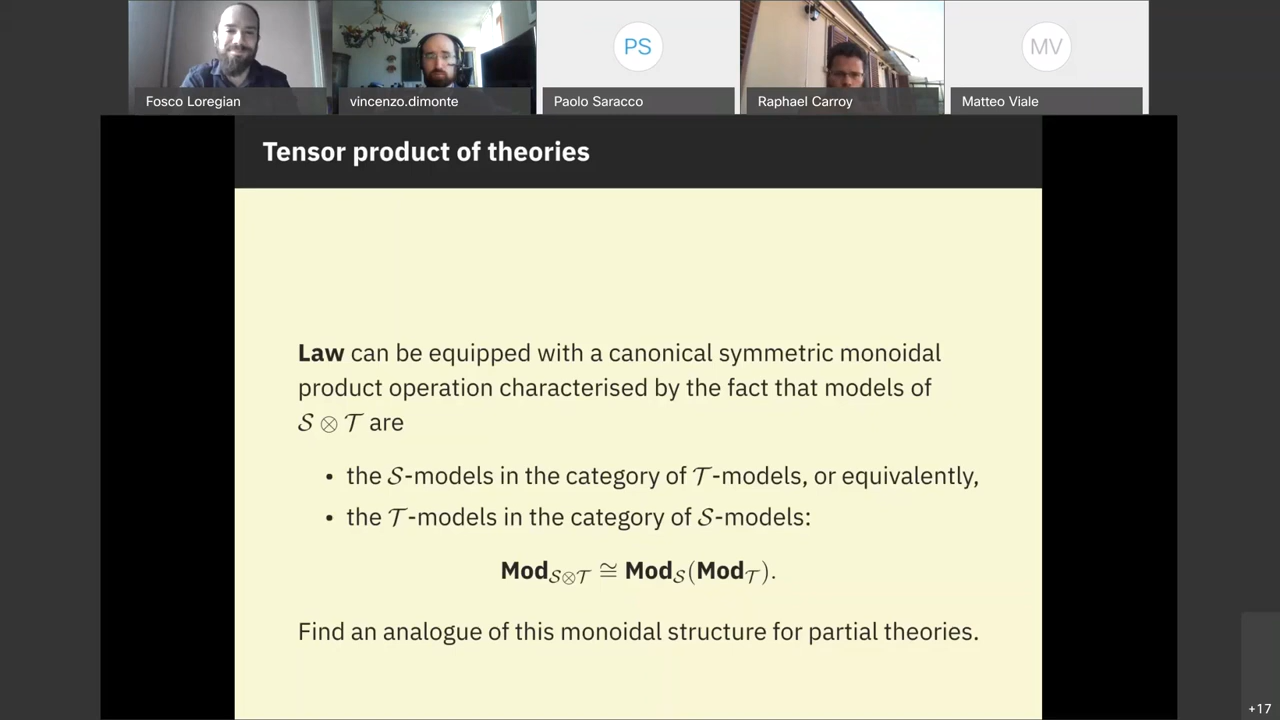 PS
MV
Fosco Loregian
vincenzo.dimonte
Paolo Saracco
Raphael Carroy
Matteo Viale
Tensor product of theories
Law can be equipped with a canonical symmetric monoidal
product operation characterised by the fact that models of
𝒮 ⊗ 𝒯 are
• the 𝒮-models in the category of 𝒯-models, or equivalently,
• the 𝒯-models in the category of 𝒮-models:
Mod_{𝒮⊗𝒯} ≅ Mod_𝒮(Mod_𝒯).
Find an analogue of this monoidal structure for partial theories.
+17